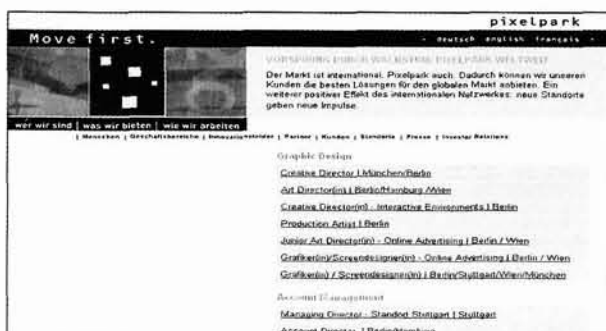 pixelpark
Move first.
- deutsch english français -
VORSPRUNG DURCH WACHSTUM: PIXELPARK WELTWEIT
Der Markt ist international, Pixelpark auch. Dadurch können wir unseren
Kunden die besten Lösungen für den globalen Markt anbieten. Ein
weiterer positiver Effekt des internationalen Netzwerkes: neue Standorte
geben neue Impulse.
wer wir sind | was wir bieten | wie wir arbeiten
| Menschen | Geschäftsbereiche | Innovationsfelder | Partner | Kunden | Standorte | Presse | Investor Relations
Graphic Design
Creative Director | München/Berlin
Art Director(in) | Berlin/Hamburg /Wien
Creative Director(in) - Interactive Environments | Berlin
Production Artist | Berlin
Junior Art Director(in) - Online Advertising | Berlin / Wien
Grafiker(in)/Screendesigner(in) - Online Advertising | Berlin / Wien
Grafiker(in) / Screendesigner(in) | Berlin/Stuttgart/Wien/München
Account Management
Managing Director - Standort Stuttgart | Stuttgart
Account Director | Berlin/Hamburg